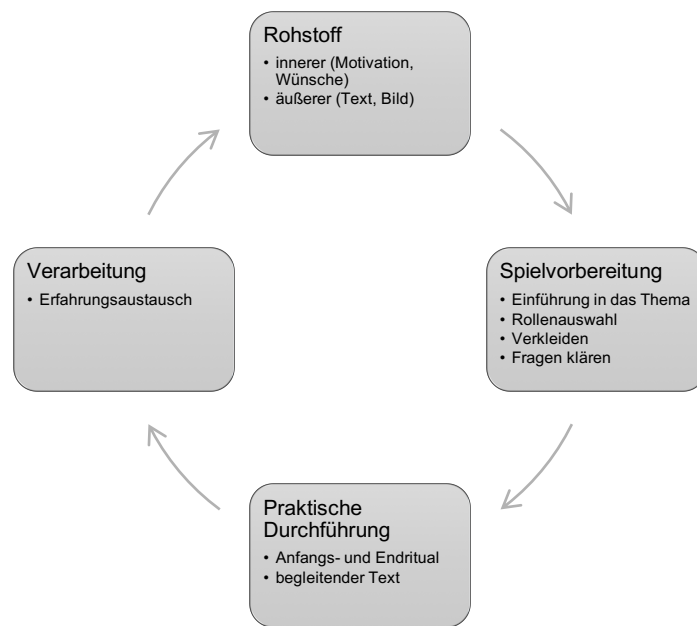 Rohstoff
• innerer (Motivation,
Wünsche)
• äußerer (Text, Bild)
Spielvorbereitung
• Einführung in das Thema
• Rollenauswahl
• Verkleiden
• Fragen klären
Praktische
Durchführung
• Anfangs- und Endritual
• begleitender Text
Verarbeitung
• Erfahrungsaustausch